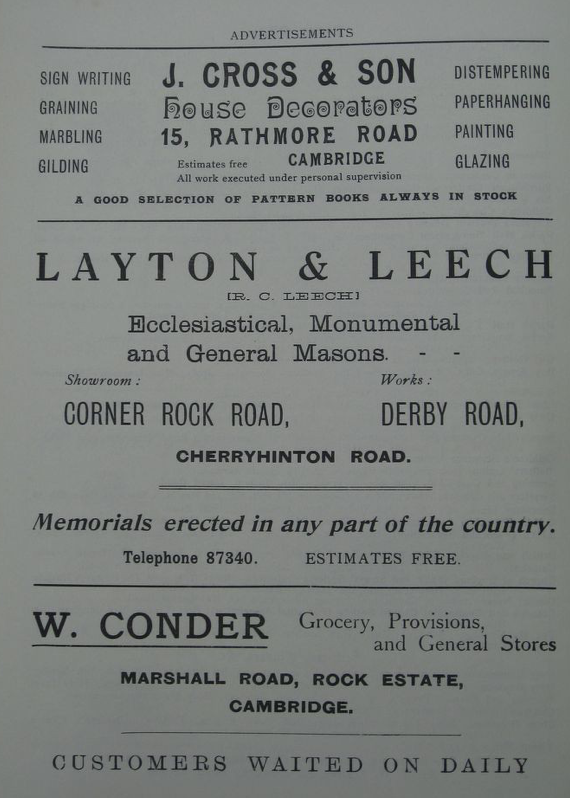 ADVERTISEMENTS
SIGN WRITING
GRAINING
MARBLING
GILDING
J. CROSS & SON
House Decorators
15, RATHMORE ROAD
Estimates free CAMBRIDGE
All work executed under personal supervision
DISTEMPERING
PAPERHANGING
PAINTING
GLAZING
A GOOD SELECTION OF PATTERN BOOKS ALWAYS IN STOCK
LAYTON & LEECH
[R. C. LEECH]
Ecclesiastical, Monumental
and General Masons. - -
Showroom :
CORNER ROCK ROAD,
Works :
DERBY ROAD,
CHERRYHINTON ROAD.
Memorials erected in any part of the country.
Telephone 87340. ESTIMATES FREE.
W. CONDER
Grocery, Provisions,
and General Stores
MARSHALL ROAD, ROCK ESTATE,
CAMBRIDGE.
CUSTOMERS WAITED ON DAILY